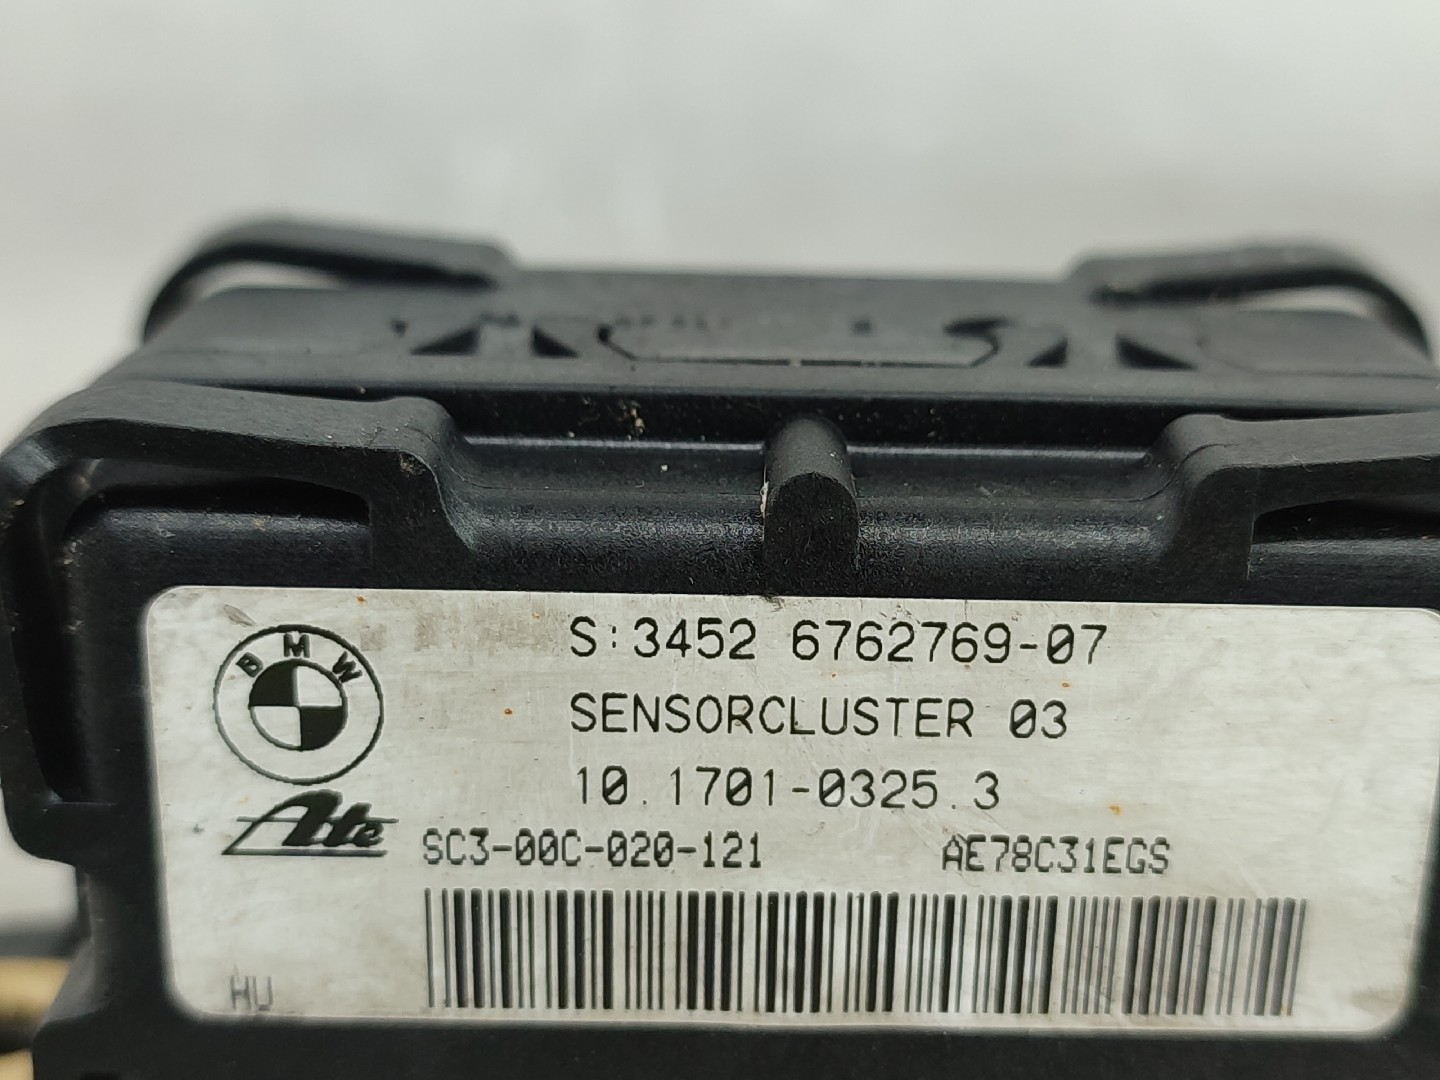 BMW
S:3452 6762769-07
SENSORCLUSTER 03
10.1701-0325.3
Ate
SC3-00C-020-121 AE78C31EGS
HU